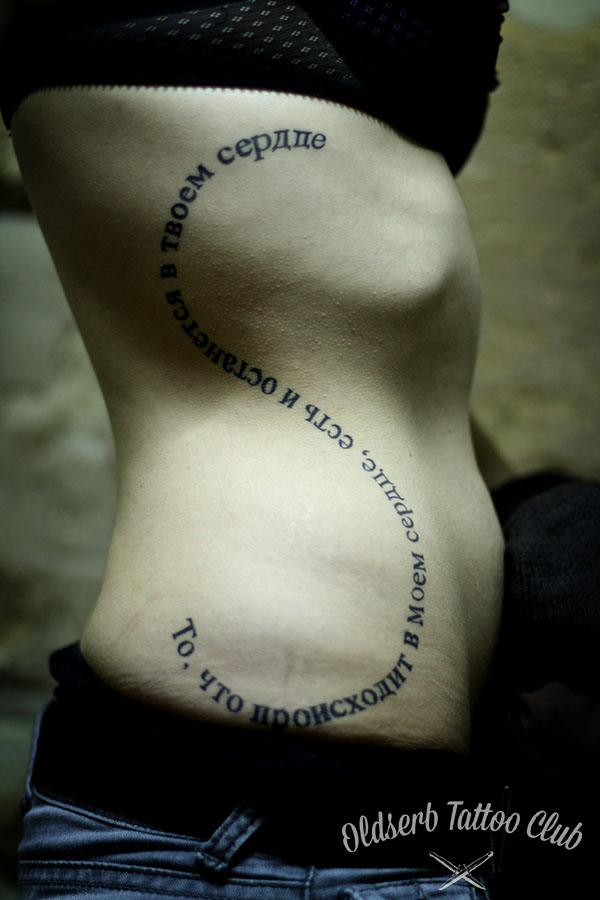 То, что происходит в моем сердце, есть и останется в твоем сердце
Oldserb Tattoo Club